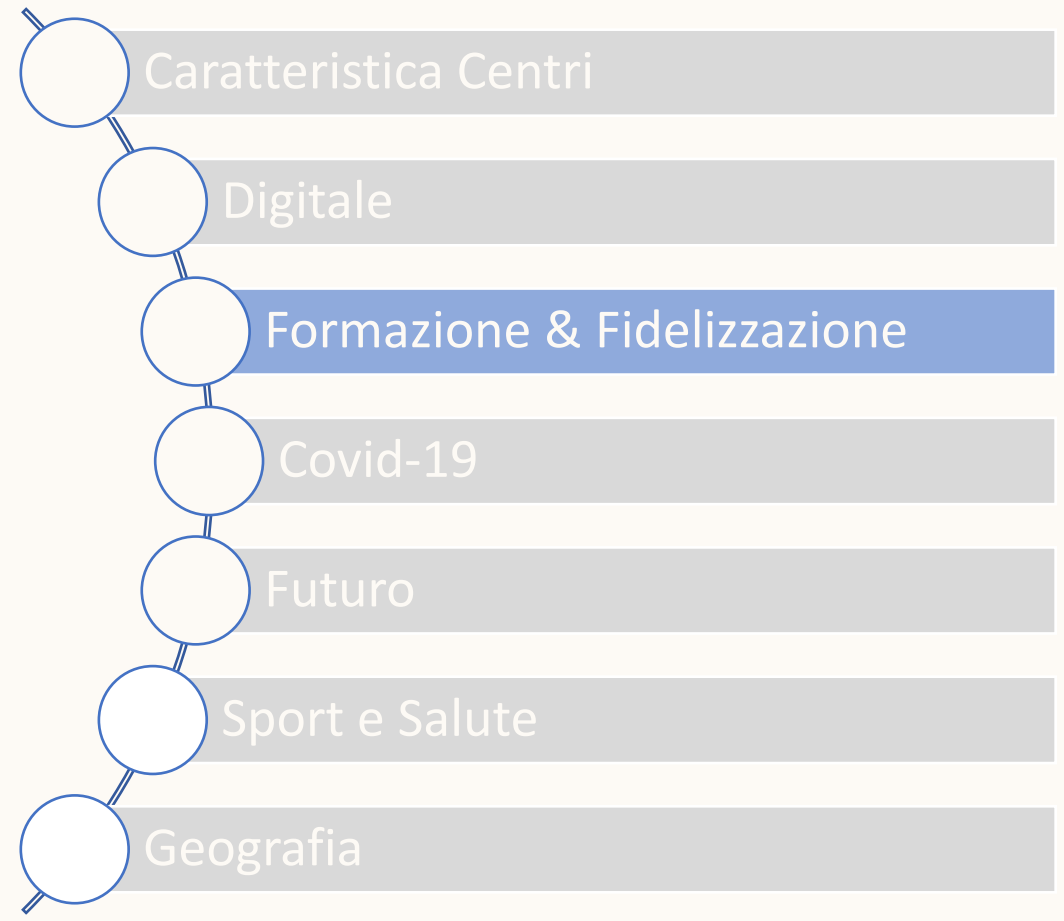 Caratteristica Centri
Digitale
Formazione & Fidelizzazione
Covid-19
Futuro
Sport e Salute
Geografia